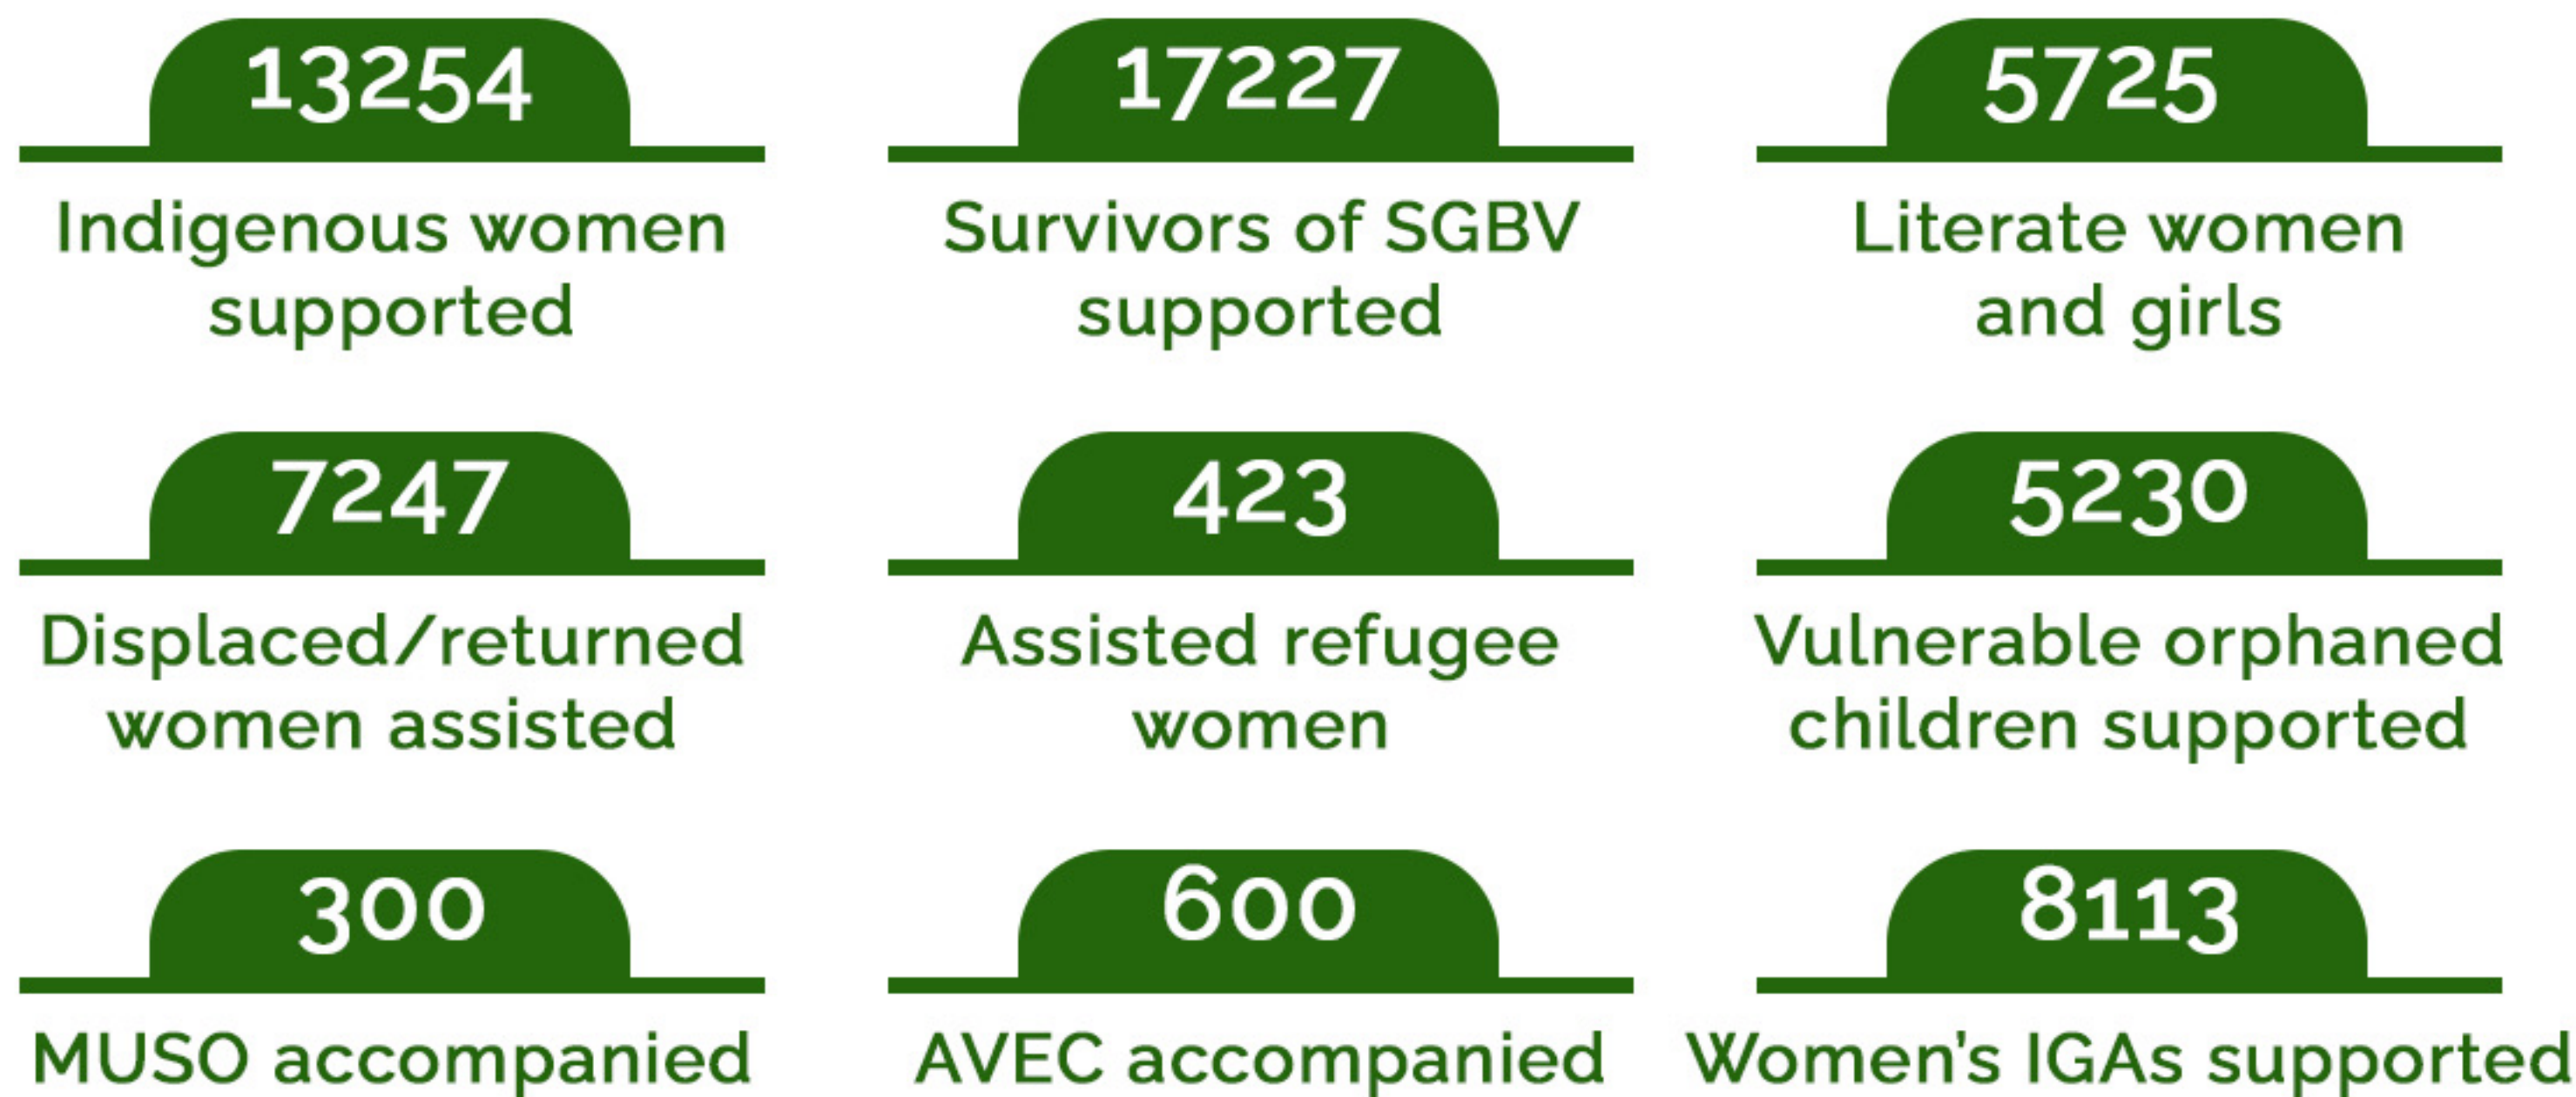 13254
Indigenous women
supported
17227
Survivors of SGBV
supported
5725
Literate women
and girls
7247
Displaced/returned
women assisted
423
Assisted refugee
women
5230
Vulnerable orphaned
children supported
300
MUSO accompanied
600
AVEC accompanied
8113
Women’s IGAs supported